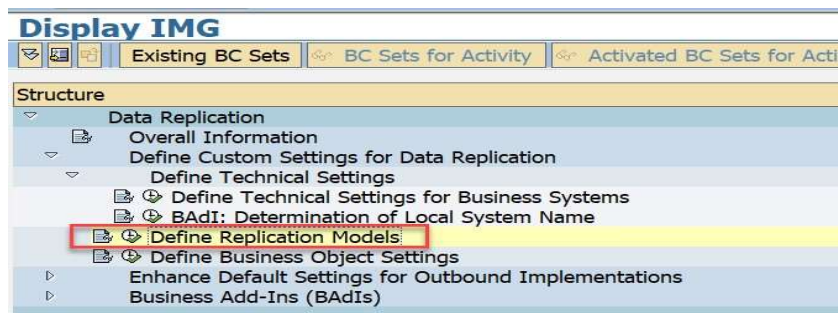 Display IMG
Existing BC Sets BC Sets for Activity Activated BC Sets for Acti
Structure
Data Replication
Overall Information
Define Custom Settings for Data Replication
Define Technical Settings
Define Technical Settings for Business Systems
BAdI: Determination of Local System Name
Define Replication Models
Define Business Object Settings
Enhance Default Settings for Outbound Implementations
Business Add-Ins (BAdIs)